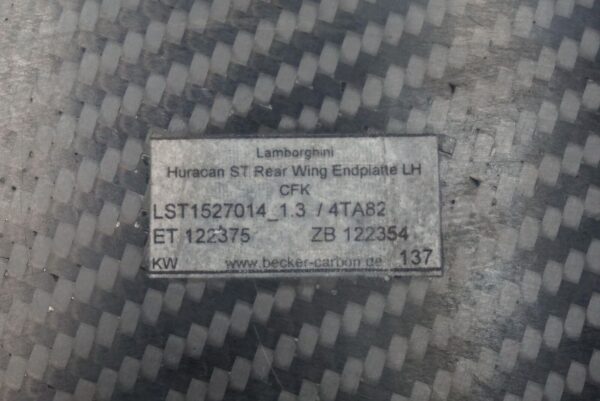 Lamborghini
Huracan ST Rear Wing Endplatte LH
CFK
LST1527014_1.3 / 4TA82
ET 122375 ZB 122354
KW www.becker-carbon.de 137